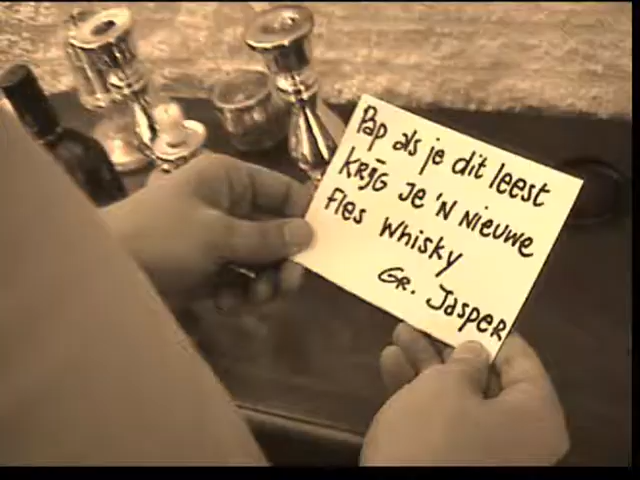 Pap als je dit leest
KRIJG JE 'N NIEUWE
Fles Whisky
GR. Jasper